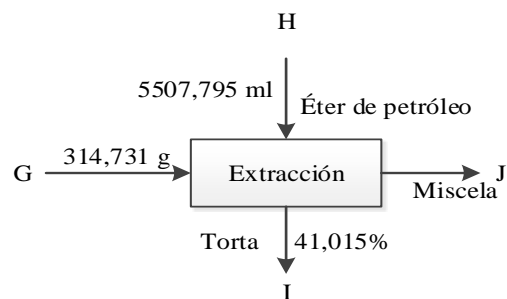 H
5507,795 ml
Éter de petróleo
G 314,731 g Extracción J
Miscela
Torta 41,015%
I